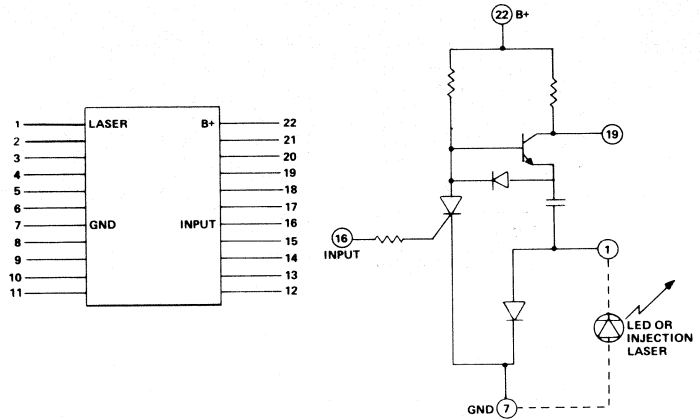 22 B+
1 LASER B+ 22
2 21
3 20
4 19
5 18
6 17
7 GND INPUT 16
8 15
9 14
10 13
11 12
19
16
INPUT
1
LED OR
INJECTION
LASER
GND 7